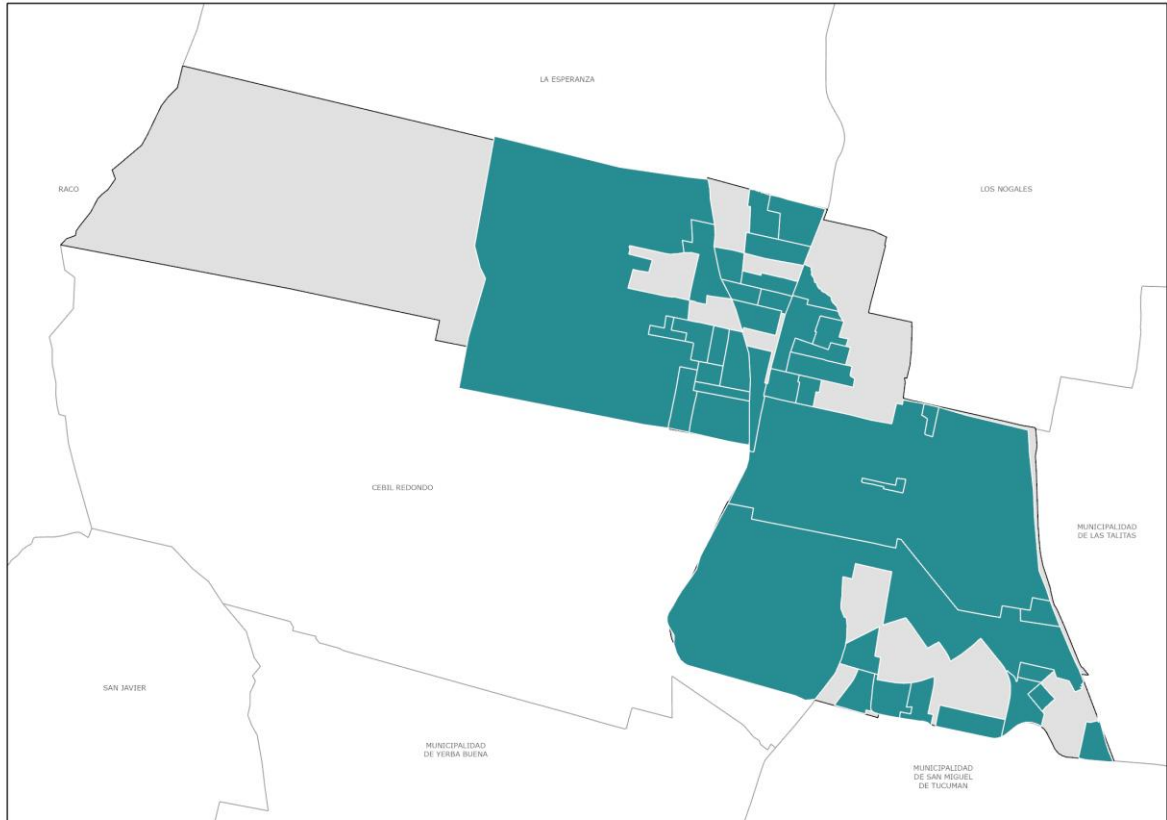 LA ESPERANZA
RACO
LOS NOGALES
CEBIL REDONDO
MUNICIPALIDAD
DE LAS TALITAS
SAN JAVIER
MUNICIPALIDAD
DE YERBA BUENA
MUNICIPALIDAD
DE SAN MIGUEL
DE TUCUMAN